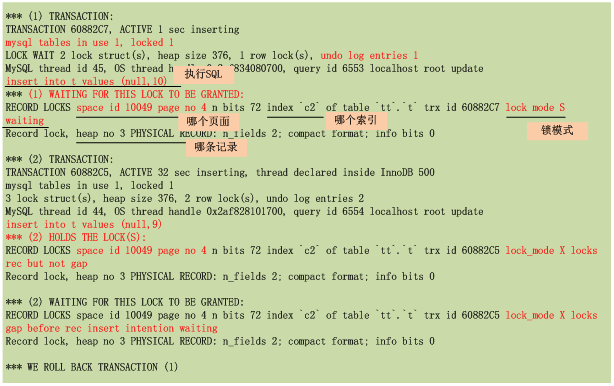 *** (1) TRANSACTION:
TRANSACTION 60882C7, ACTIVE 1 sec inserting
mysql tables in use 1, locked 1
LOCK WAIT 2 lock struct(s), heap size 376, 1 row lock(s), undo log entries 1
MySQL thread id 45, OS thread h 834080700, query id 6553 localhost root update
执行SQL
insert into t values (null,10)
*** (1) WAITING FOR THIS LOCK TO BE GRANTED:
RECORD LOCKS space id 10049 page no 4 n bits 72 index `c2` of table `tt`.`t` trx id 60882C7 lock mode S
waiting
哪个页面
哪个索引
锁模式
Record lock, heap no 3 PHYSICAL RECORD: n_fields 2; compact format; info bits 0
哪条记录
*** (2) TRANSACTION:
TRANSACTION 60882C5, ACTIVE 32 sec inserting, thread declared inside InnoDB 500
mysql tables in use 1, locked 1
3 lock struct(s), heap size 376, 2 row lock(s), undo log entries 2
MySQL thread id 44, OS thread handle 0x2af828101700, query id 6554 localhost root update
insert into t values (null,9)
*** (2) HOLDS THE LOCK(S):
RECORD LOCKS space id 10049 page no 4 n bits 72 index `c2` of table `tt`.`t` trx id 60882C5 lock_mode X locks
rec but not gap
Record lock, heap no 3 PHYSICAL RECORD: n_fields 2; compact format; info bits 0
*** (2) WAITING FOR THIS LOCK TO BE GRANTED:
RECORD LOCKS space id 10049 page no 4 n bits 72 index `c2` of table `tt`.`t` trx id 60882C5 lock_mode X locks
gap before rec insert intention waiting
Record lock, heap no 3 PHYSICAL RECORD: n_fields 2; compact format; info bits 0
*** WE ROLL BACK TRANSACTION (1)